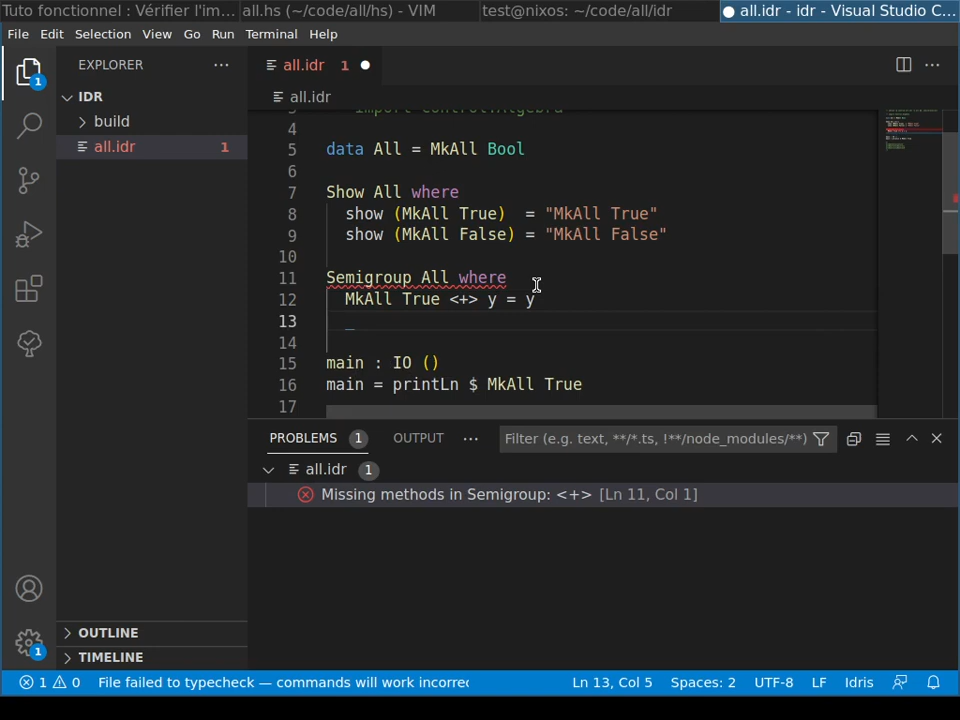 Tuto fonctionnel : Vérifier l'im... all.hs (~/code/all/hs) - VIM test@nixos: ~/code/all/idr all.idr - idr - Visual Studio C...
File Edit Selection View Go Run Terminal Help
EXPLORER
all.idr 1
IDR
all.idr
build
all.idr 1
4
5 data All = MkAll Bool
6
7 Show All where
8 show (MkAll True) = "MkAll True"
9 show (MkAll False) = "MkAll False"
10
11 Semigroup All where
12 MkAll True <+> y = y
13 _
14
15 main : IO ()
16 main = printLn $ MkAll True
17
PROBLEMS 1 OUTPUT ... Filter (e.g. text, **/*.ts, !**/node_modules/**)
all.idr 1
Missing methods in Semigroup: <+> [Ln 11, Col 1]
1
1
OUTLINE
TIMELINE
1 0 File failed to typecheck — commands will work incorrec Ln 13, Col 5 Spaces: 2 UTF-8 LF Idris